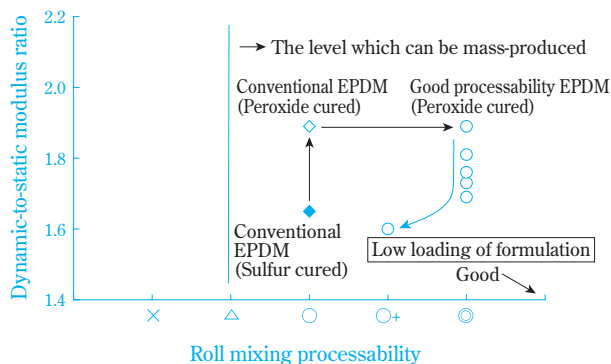 Dynamic-to-static modulus ratio
2.2
2.0
1.8
1.6
1.4
The level which can be mass-produced
Conventional EPDM
(Peroxide cured)
Good processability EPDM
(Peroxide cured)
Conventional
EPDM
(Sulfur cured)
Low loading of formulation
Good
× △ ○ ○+ ◎
Roll mixing processability